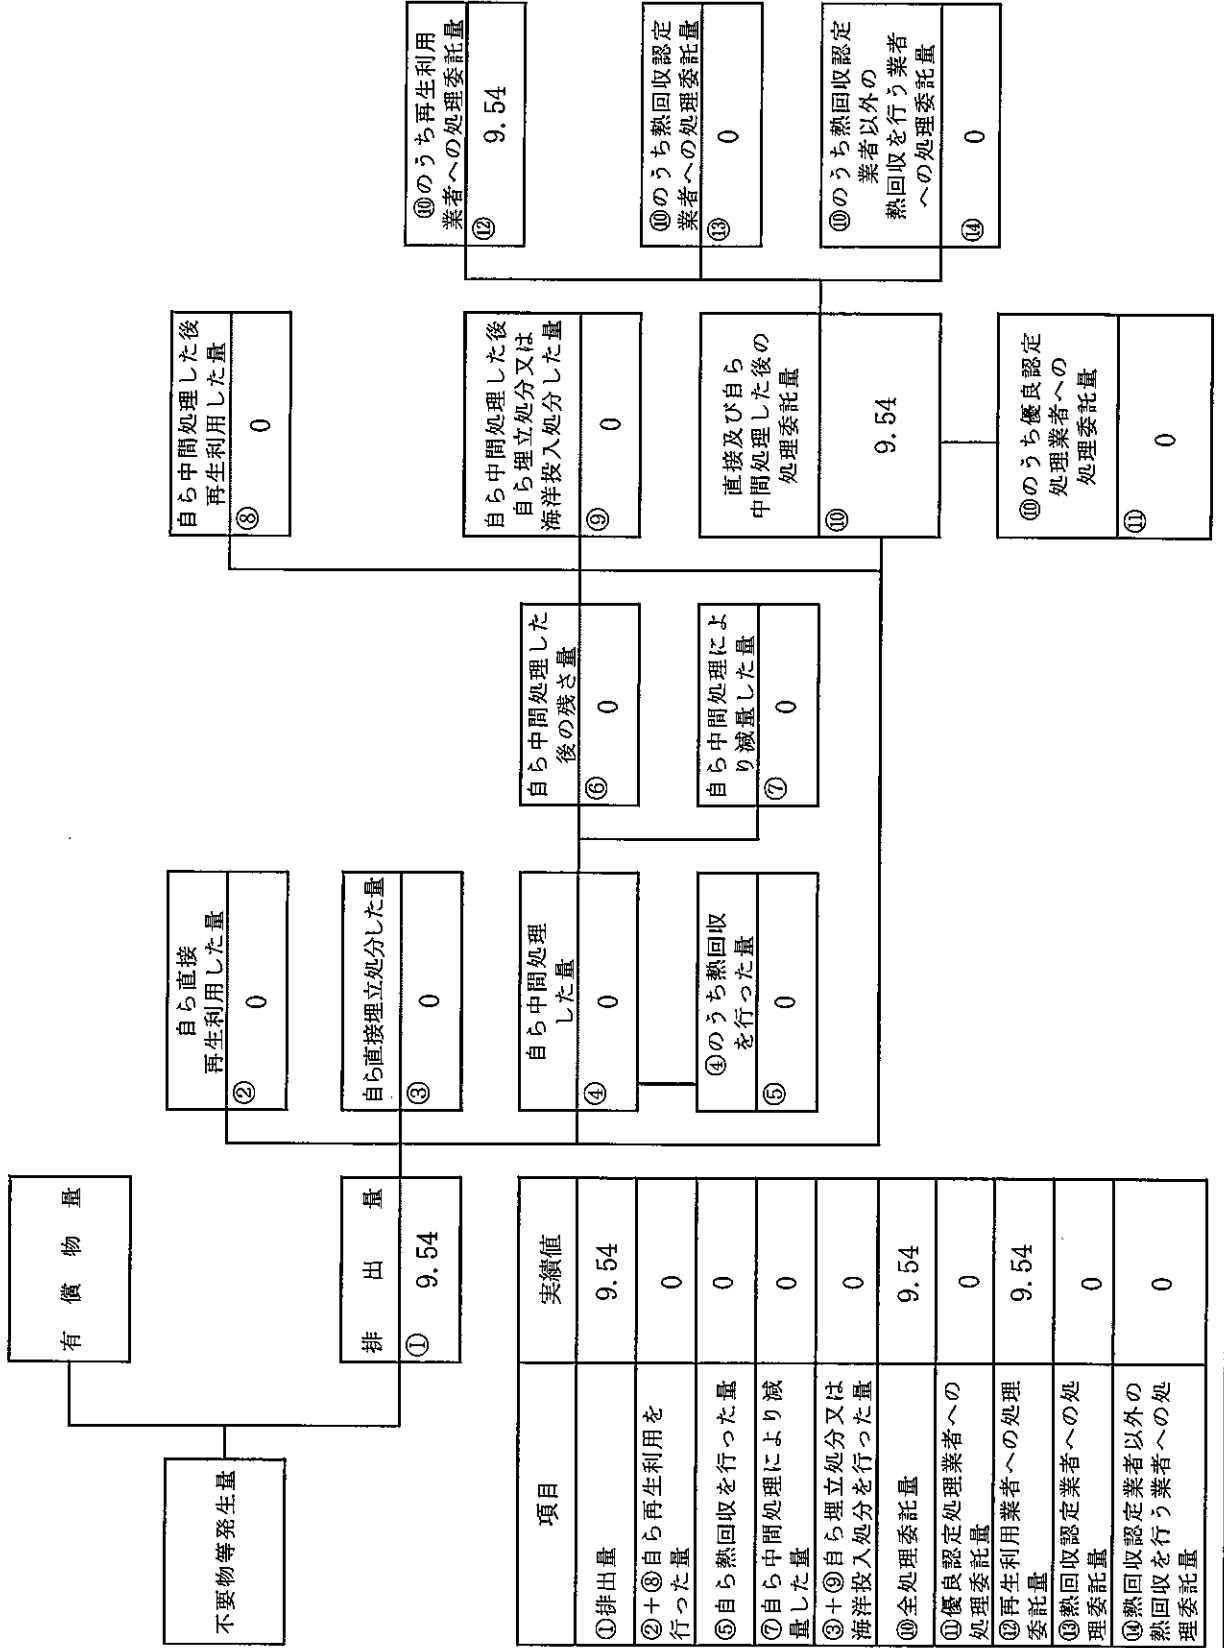 不要物等発生量
有償物量
排出量
① 9.54
自ら直接
再生利用した量
② 0
自ら直接埋立処分した量
③ 0
自ら中間処理
した量
④ 0
④のうち熱回収
を行った量
⑤ 0
自ら中間処理した
後の残さ量
⑥ 0
自ら中間処理によ
り減量した量
⑦ 0
自ら中間処理した後
再生利用した量
⑧ 0
自ら中間処理した後
自ら埋立処分又は
海洋投入処分した量
⑨ 0
直接及び自ら
中間処理した後の
処理委託量
⑩ 9.54
⑩のうち優良認定
処理業者への
処理委託量
⑪ 0
⑩のうち再生利用
業者への処理委託量
⑫ 9.54
⑩のうち熱回収認定
業者への処理委託量
⑬ 0
⑩のうち熱回収認定
業者以外の
熱回収を行う業者
への処理委託量
⑭ 0
項目 実績値
①排出量 9.54
②+⑧自ら再生利用を
行った量 0
⑤自ら熱回収を行った量 0
⑦自ら中間処理により減
量した量 0
③+⑨自ら埋立処分又は
海洋投入処分を行った量 0
⑩全処理委託量 9.54
⑪優良認定処理業者への
処理委託量 0
⑫再生利用業者への処理
委託量 9.54
⑬熱回収認定業者への処
理委託量 0
⑭熱回収認定業者以外の
熱回収を行う業者への処
理委託量 0